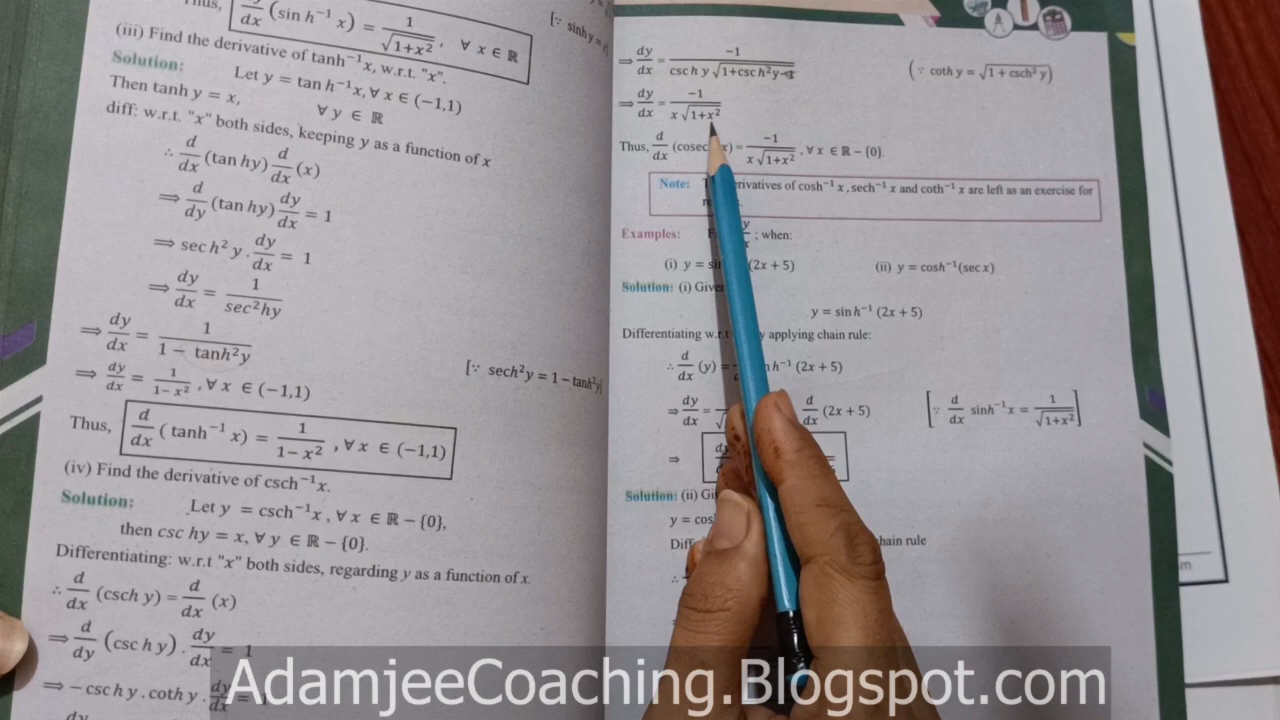 Thus, d/dx (sin h⁻¹ x) = 1/√1+x² , ∀ x ∈ ℝ
[∵ sinh y =
(iii) Find the derivative of tanh⁻¹x, w.r.t. "x".
Solution:
Let y = tan h⁻¹x, ∀ x ∈ (−1,1)
Then tanh y = x, ∀ y ∈ ℝ
diff: w.r.t. "x" both sides, keeping y as a function of x
∴ d/dx (tan hy) d/dx (x)
⟹ d/dy (tan hy) dy/dx = 1
⟹ sec h² y . dy/dx = 1
⟹ dy/dx = 1/sec²hy
⟹ dy/dx = 1/1 − tanh²y
[∵ sech²y = 1 − tanh²y]
⟹ dy/dx = 1/1− x² , ∀ x ∈ (−1,1)
Thus, d/dx ( tanh⁻¹ x) = 1/1− x² , ∀ x ∈ (−1,1)
(iv) Find the derivative of csch⁻¹x.
Solution:
Let y = csch⁻¹x , ∀ x ∈ ℝ − {0},
then csc hy = x, ∀ y ∈ ℝ − {0}.
Differentiating: w.r.t "x" both sides, regarding y as a function of x.
∴ d/dx (csch y) = d/dx (x)
⟹ d/dy (csc h y) . dy/dx = 1
⟹ − csc h y . coth y . dy/dx = 1
dy
⟹ dy/dx = −1/csc h y √1+csc h²y
(∵ coth y = √1 + csch² y)
⟹ dy/dx = −1/x √1+x²
Thus, d/dx (cosec x) = −1/x √1+x² , ∀ x ∈ ℝ − {0}.
Note: derivatives of cosh⁻¹ x , sech⁻¹ x and coth⁻¹ x are left as an exercise for
Examples: ; when:
(i) y = (2x + 5)
(ii) y = cosh⁻¹(sec x)
Solution: (i)
y = sin h⁻¹ (2x + 5)
Differentiating applying chain rule:
∴ d/dx (y) = h⁻¹ (2x + 5)
⇒ dy/dx = d/dx (2x + 5)
[∵ d/dx sinh⁻¹x = 1/√1+x²]
⇒
Solution: (ii)
y =
chain rule
∴
AdamjeeCoaching.Blogspot.com